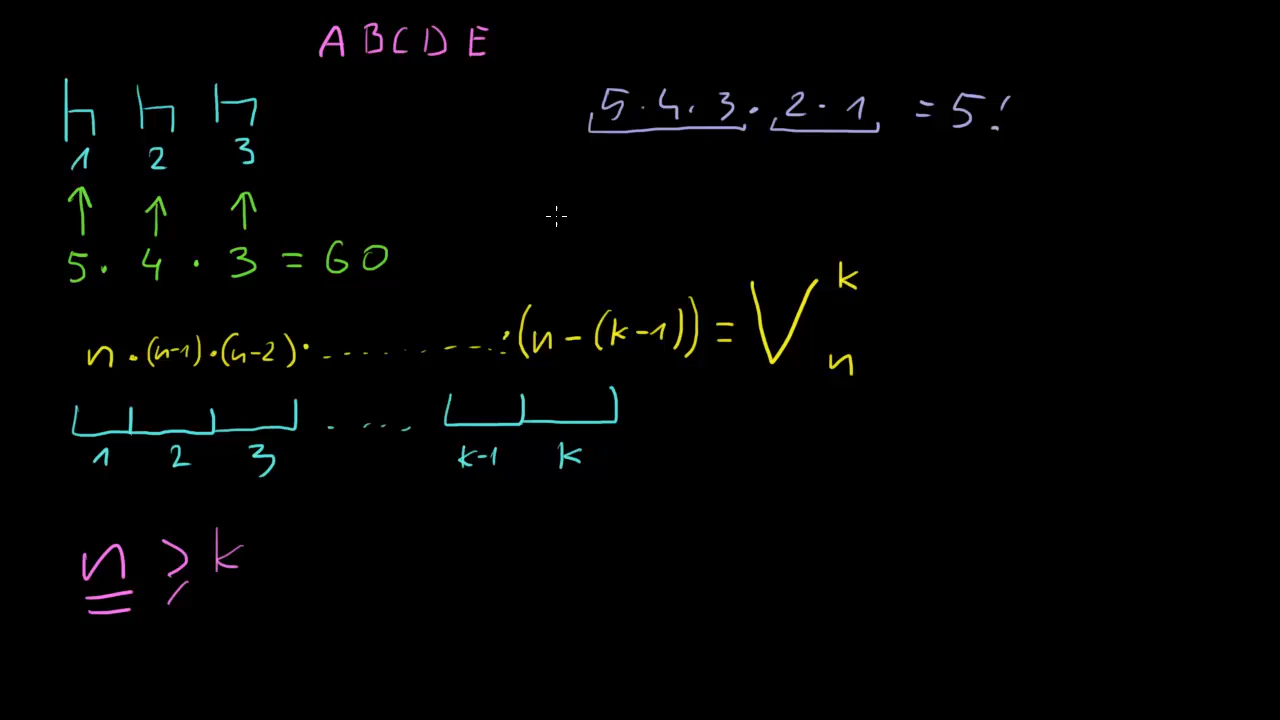 A B C D E
5 · 4 · 3 · 2 · 1 = 5!
1 2 3
5 · 4 · 3 = 60
n · (n-1) · (n-2) · ........... · (n - (k-1)) = V^k_n
1 2 3 ..... k-1 k
n ⩾ k